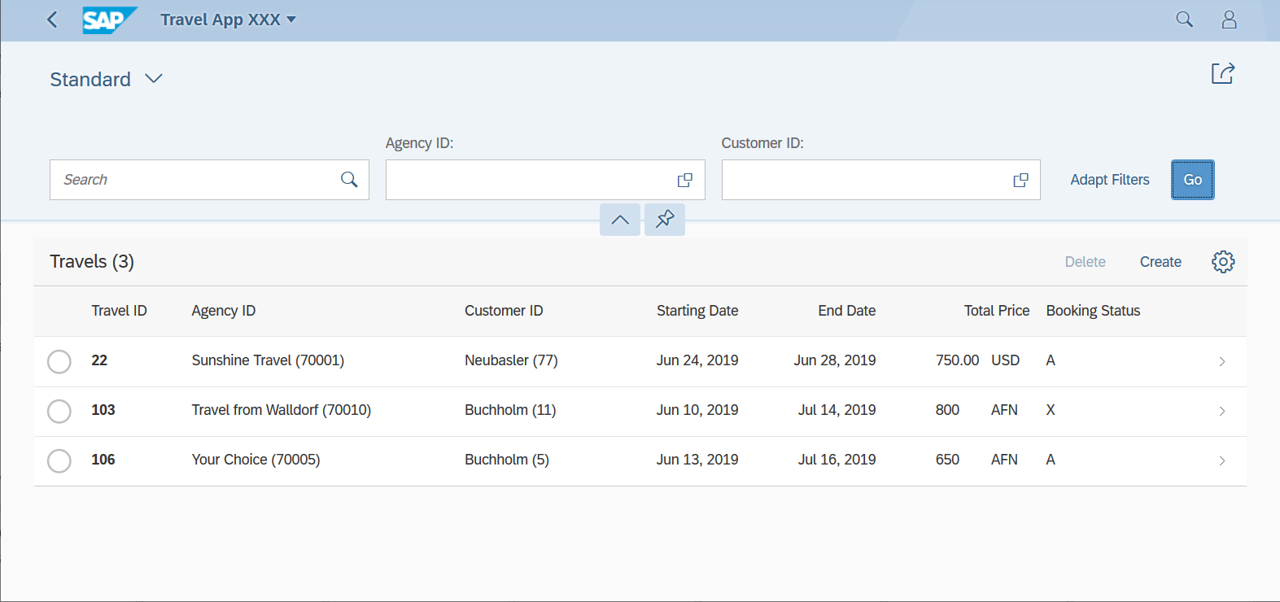 SAP Travel App XXX
Standard
Agency ID: Customer ID:
Search Adapt Filters Go
Travels (3) Delete Create
Travel ID Agency ID Customer ID Starting Date End Date Total Price Booking Status
22 Sunshine Travel (70001) Neubasler (77) Jun 24, 2019 Jun 28, 2019 750.00 USD A
103 Travel from Walldorf (70010) Buchholm (11) Jun 10, 2019 Jul 14, 2019 800 AFN X
106 Your Choice (70005) Buchholm (5) Jun 13, 2019 Jul 16, 2019 650 AFN A